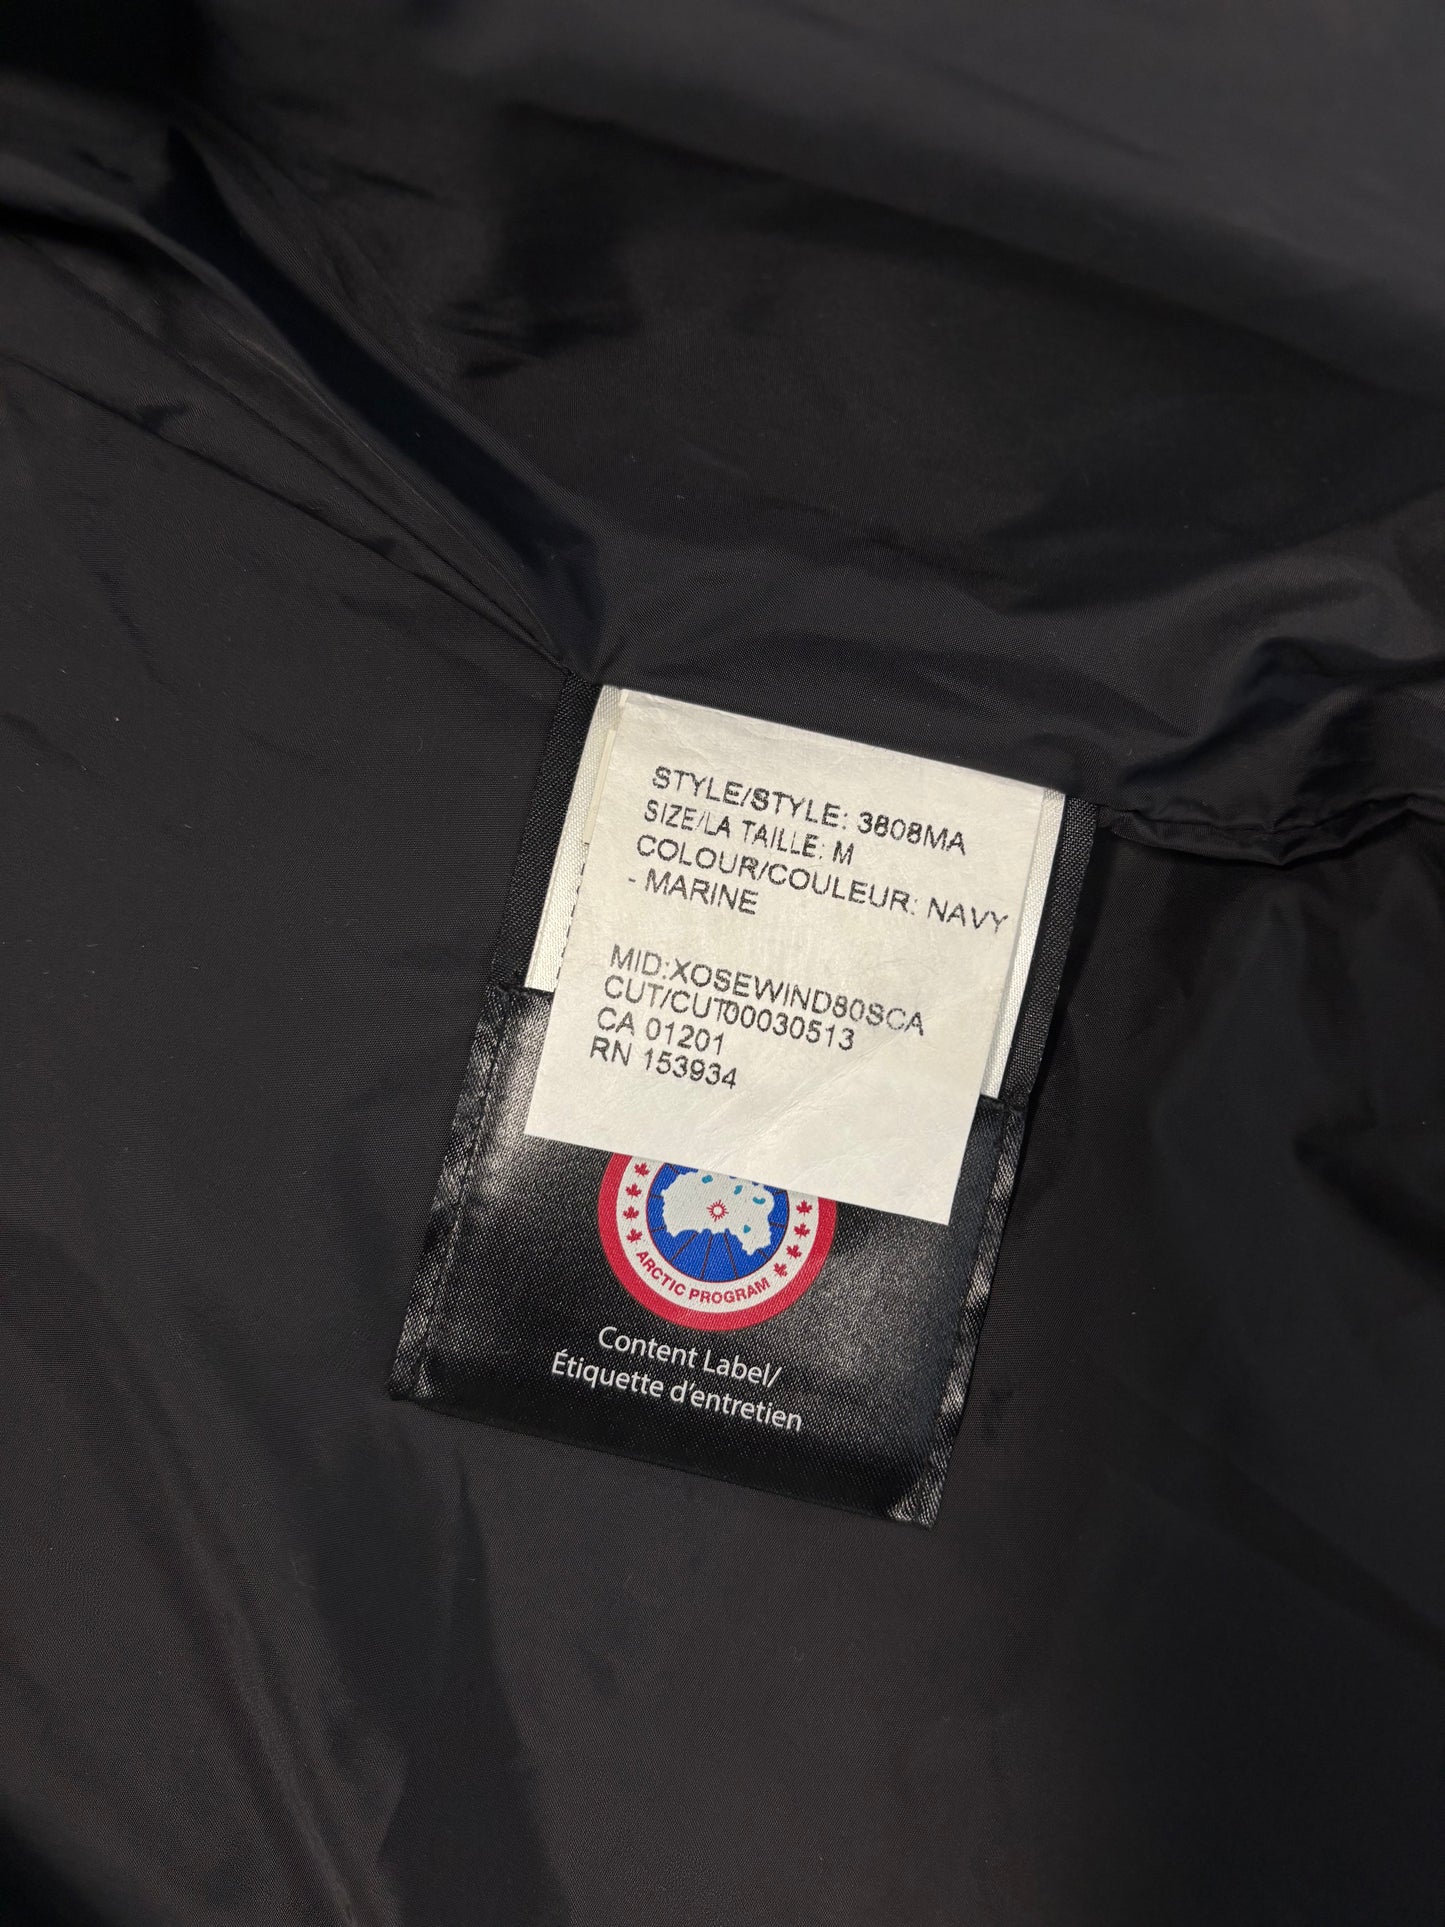 STYLE/STYLE: 3808MA
SIZE/LA TAILLE: M
COLOUR/COULEUR: NAVY
- MARINE
MID:XOSEWIND80SCA
CUT/CUT00030513
CA 01201
RN 153934
ARCTIC PROGRAM
Content Label/
Étiquette d'entretien